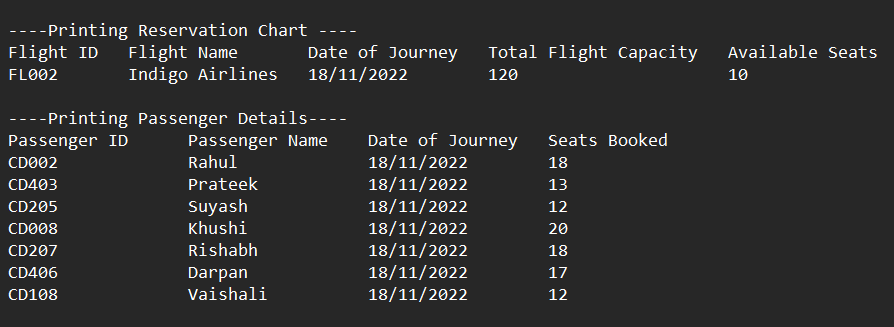 ----Printing Reservation Chart ----
Flight ID   Flight Name       Date of Journey   Total Flight Capacity   Available Seats
FL002       Indigo Airlines   18/11/2022        120                     10
----Printing Passenger Details----
Passenger ID      Passenger Name    Date of Journey   Seats Booked
CD002             Rahul             18/11/2022        18
CD403             Prateek           18/11/2022        13
CD205             Suyash            18/11/2022        12
CD008             Khushi            18/11/2022        20
CD207             Rishabh           18/11/2022        18
CD406             Darpan            18/11/2022        17
CD108             Vaishali          18/11/2022        12